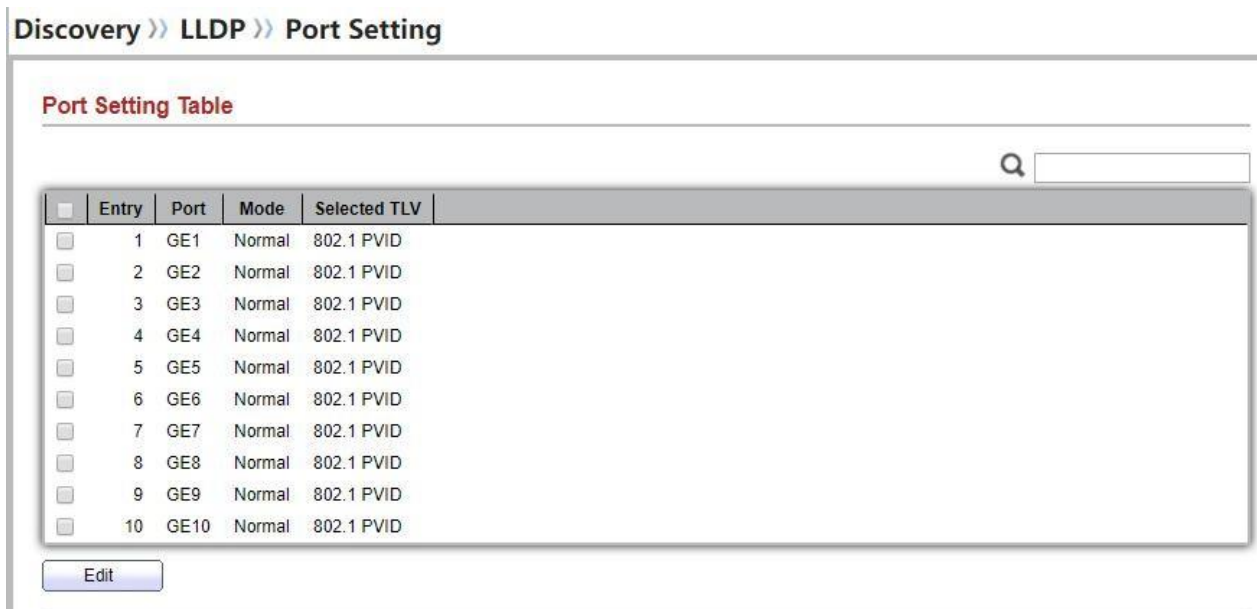 Discovery 》 LLDP 》 Port Setting
Port Setting Table
Entry Port Mode Selected TLV
1 GE1 Normal 802.1 PVID
2 GE2 Normal 802.1 PVID
3 GE3 Normal 802.1 PVID
4 GE4 Normal 802.1 PVID
5 GE5 Normal 802.1 PVID
6 GE6 Normal 802.1 PVID
7 GE7 Normal 802.1 PVID
8 GE8 Normal 802.1 PVID
9 GE9 Normal 802.1 PVID
10 GE10 Normal 802.1 PVID
Edit